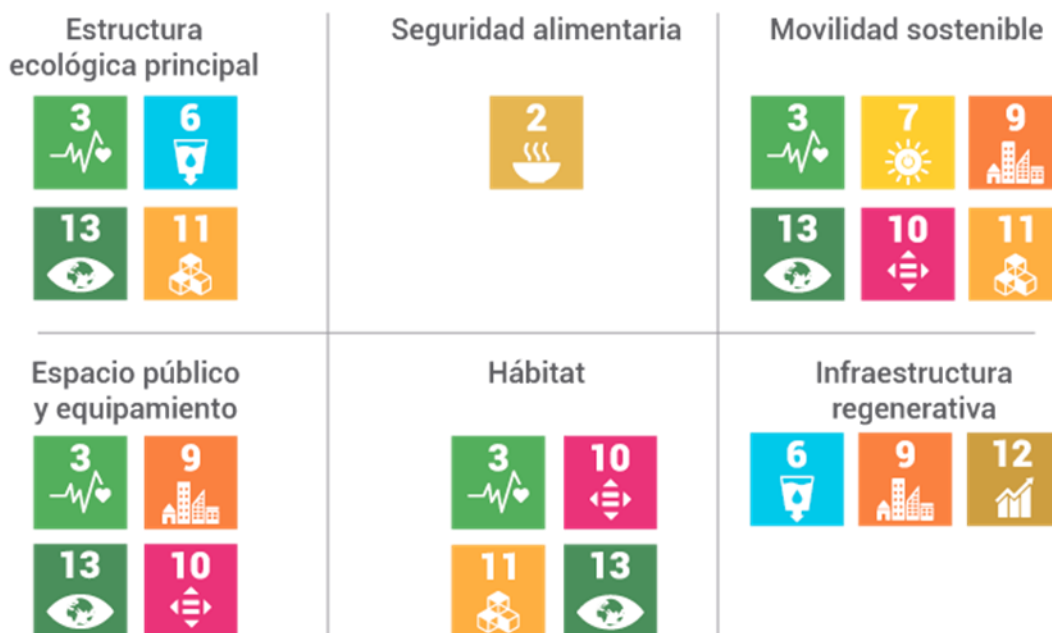 Estructura
ecológica principal
3 6
13 11
Seguridad alimentaria
2
Movilidad sostenible
3 7 9
13 10 11
Espacio público
y equipamiento
3 9
13 10
Hábitat
3 10
11 13
Infraestructura
regenerativa
6 9 12